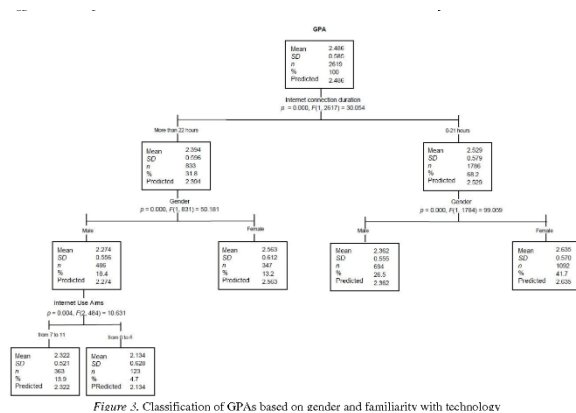 GPA
Mean 2.486
SD 0.585
n 2619
% 100
Predicted 2.486
Internet connection duration
p = 0.000, F(1, 2617) = 30.054
More than 22 hours
0-21 hours
Mean 2.394
SD 0.596
n 833
% 31.8
Predicted 2.394
Mean 2.529
SD 0.579
n 1786
% 68.2
Predicted 2.529
Gender
p = 0.000, F(1, 831) = 50.181
Gender
p = 0.000, F(1, 1784) = 99.059
Male
Female
Male
Female
Mean 2.274
SD 0.556
n 486
% 18.4
Predicted 2.274
Mean 2.563
SD 0.612
n 347
% 13.2
Predicted 2.563
Mean 2.362
SD 0.555
n 694
% 26.5
Predicted 2.362
Mean 2.635
SD 0.570
n 1092
% 41.7
Predicted 2.635
Internet Use Aims
p = 0.004, F(2, 484) = 10.631
from 7 to 11
Mean 2.322
SD 0.521
n 363
% 13.9
Predicted 2.322
Mean 2.134
SD 0.628
n 123
% 4.7
Predicted 2.134
Figure 3. Classification of GPAs based on gender and familiarity with technology